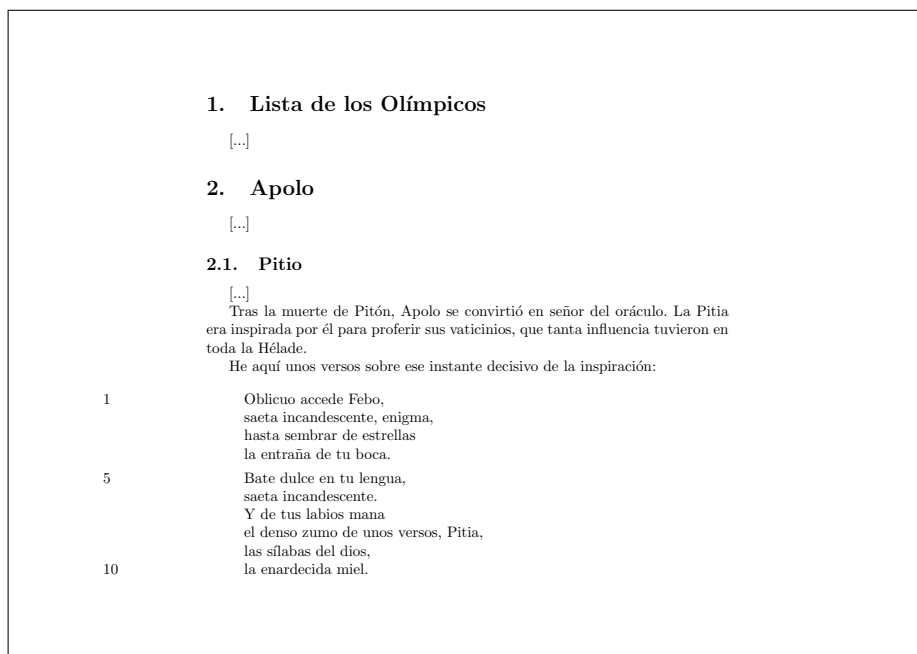 1. Lista de los Olímpicos
[...]
2. Apolo
[...]
2.1. Pitio
[...]
Tras la muerte de Pitón, Apolo se convirtió en señor del oráculo. La Pitia
era inspirada por él para proferir sus vaticinios, que tanta influencia tuvieron en
toda la Hélade.
He aquí unos versos sobre ese instante decisivo de la inspiración:
1 Oblicuo accede Febo,
saeta incandescente, enigma,
hasta sembrar de estrellas
la entraña de tu boca.
5 Bate dulce en tu lengua,
saeta incandescente.
Y de tus labios mana
el denso zumo de unos versos, Pitia,
las sílabas del dios,
10 la enardecida miel.